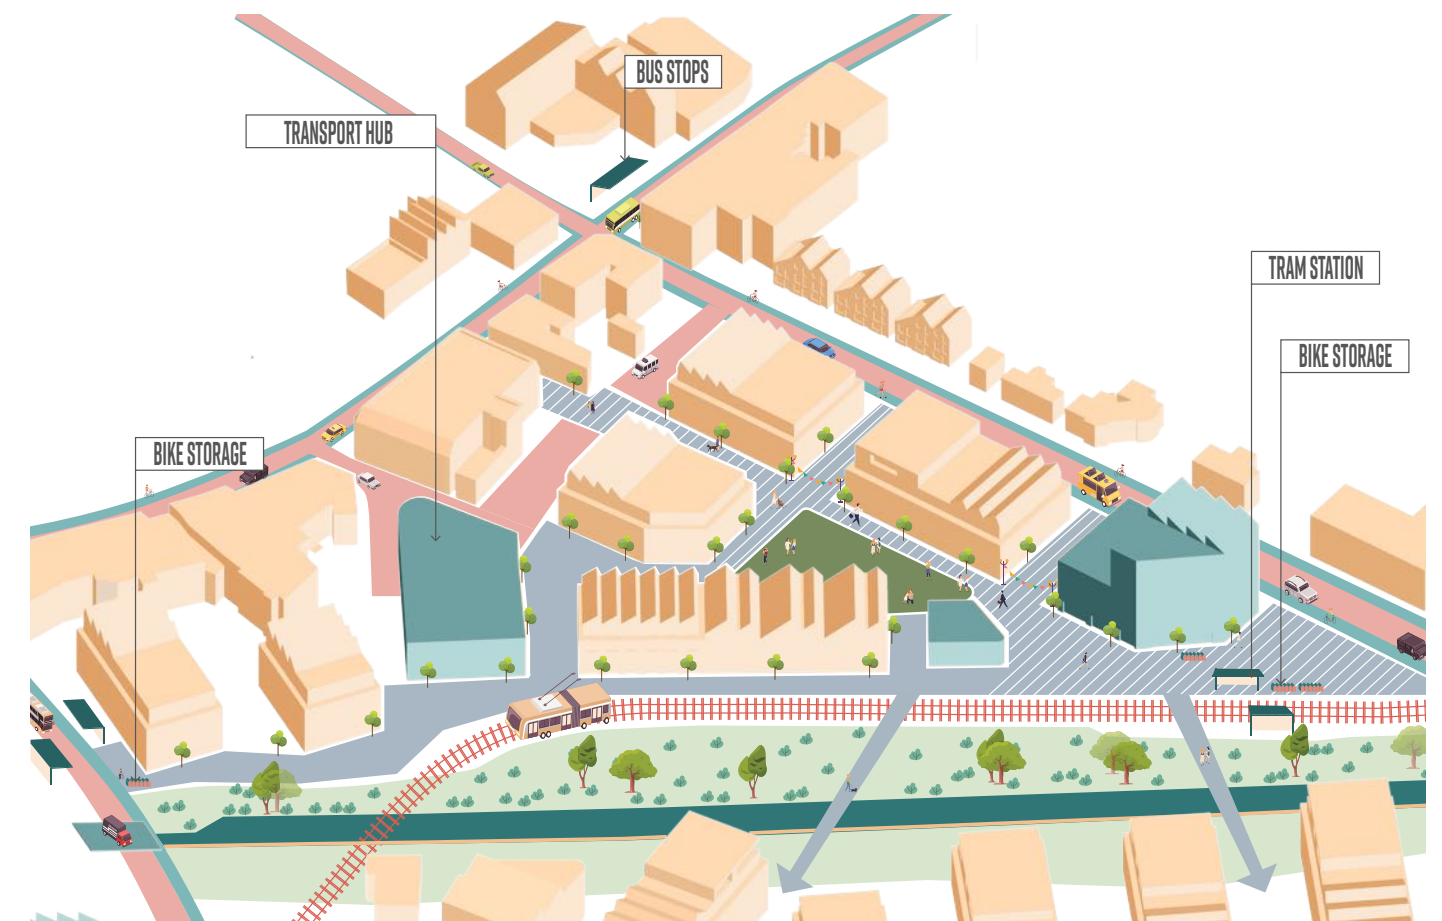 BUS STOPS
TRANSPORT HUB
TRAM STATION
BIKE STORAGE
BIKE STORAGE